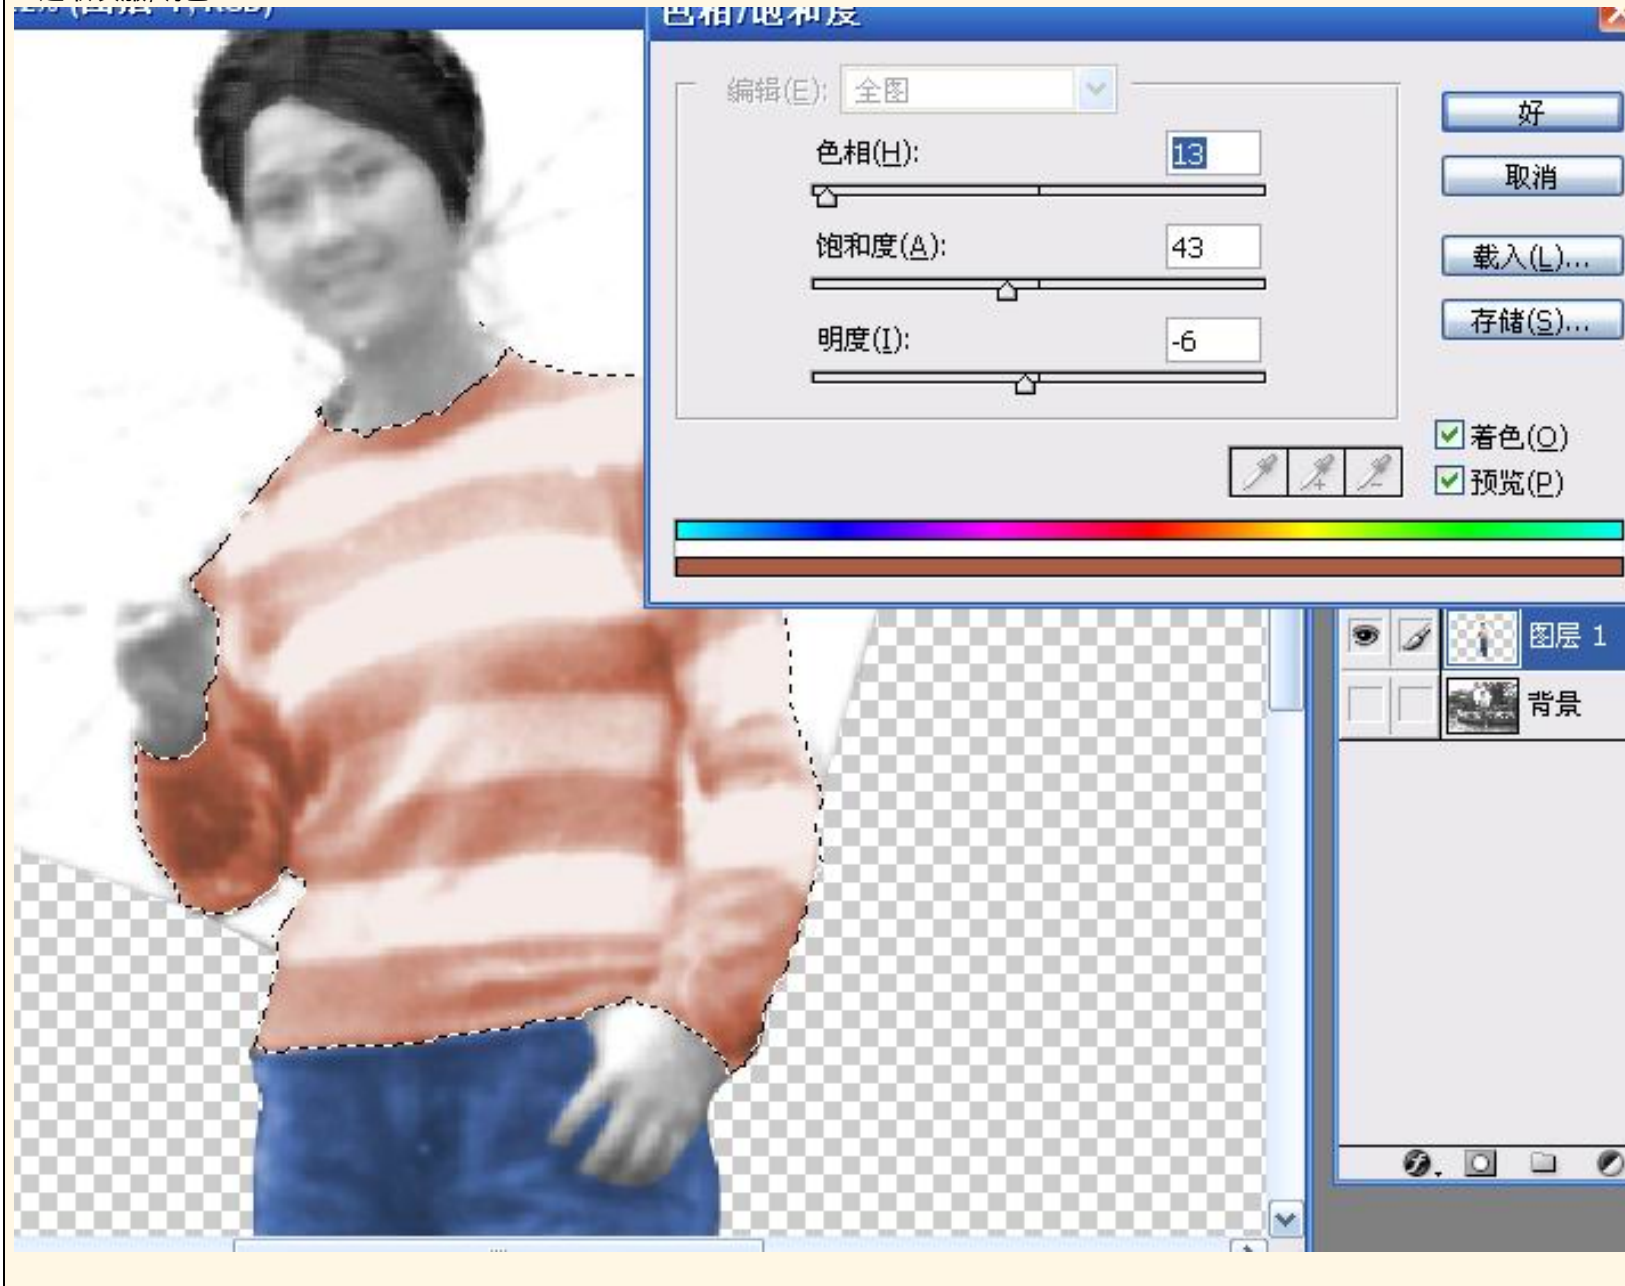 色相/饱和度
编辑(E): 全图
好
色相(H): 13
取消
饱和度(A): 43
载入(L)...
明度(I): -6
存储(S)...
着色(O)
预览(P)
图层 1
背景